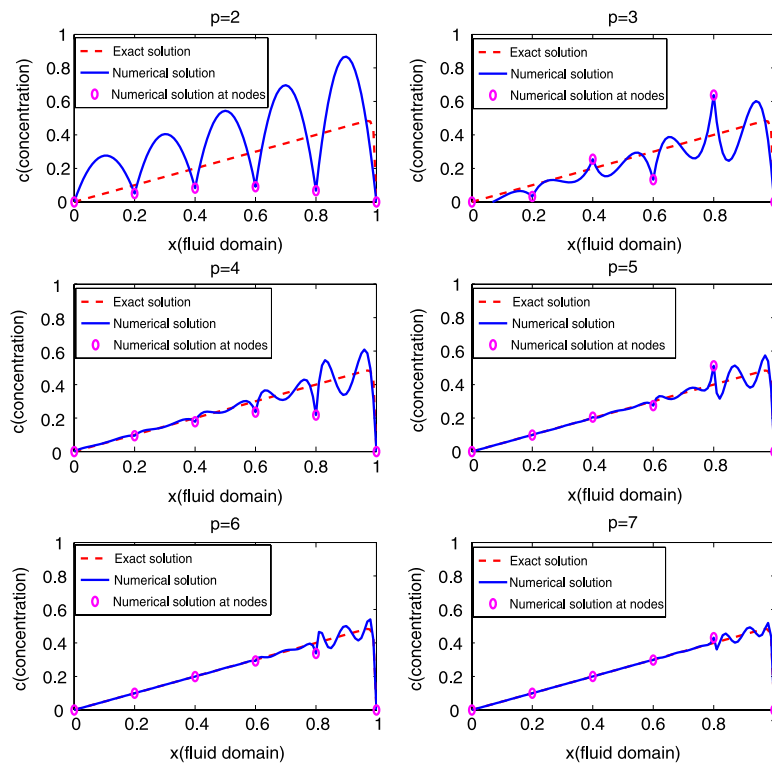 p=2
1
0.8
0.6
0.4
0.2
0
c(concentration)
Exact solution
Numerical solution
Numerical solution at nodes
0 0.2 0.4 0.6 0.8 1
x(fluid domain)
p=3
1
0.8
0.6
0.4
0.2
0
c(concentration)
Exact solution
Numerical solution
Numerical solution at nodes
0 0.2 0.4 0.6 0.8 1
x(fluid domain)
p=4
1
0.8
0.6
0.4
0.2
0
c(concentration)
Exact solution
Numerical solution
Numerical solution at nodes
0 0.2 0.4 0.6 0.8 1
x(fluid domain)
p=5
1
0.8
0.6
0.4
0.2
0
c(concentration)
Exact solution
Numerical solution
Numerical solution at nodes
0 0.2 0.4 0.6 0.8 1
x(fluid domain)
p=6
1
0.8
0.6
0.4
0.2
0
c(concentration)
Exact solution
Numerical solution
Numerical solution at nodes
0 0.2 0.4 0.6 0.8 1
x(fluid domain)
p=7
1
0.8
0.6
0.4
0.2
0
c(concentration)
Exact solution
Numerical solution
Numerical solution at nodes
0 0.2 0.4 0.6 0.8 1
x(fluid domain)